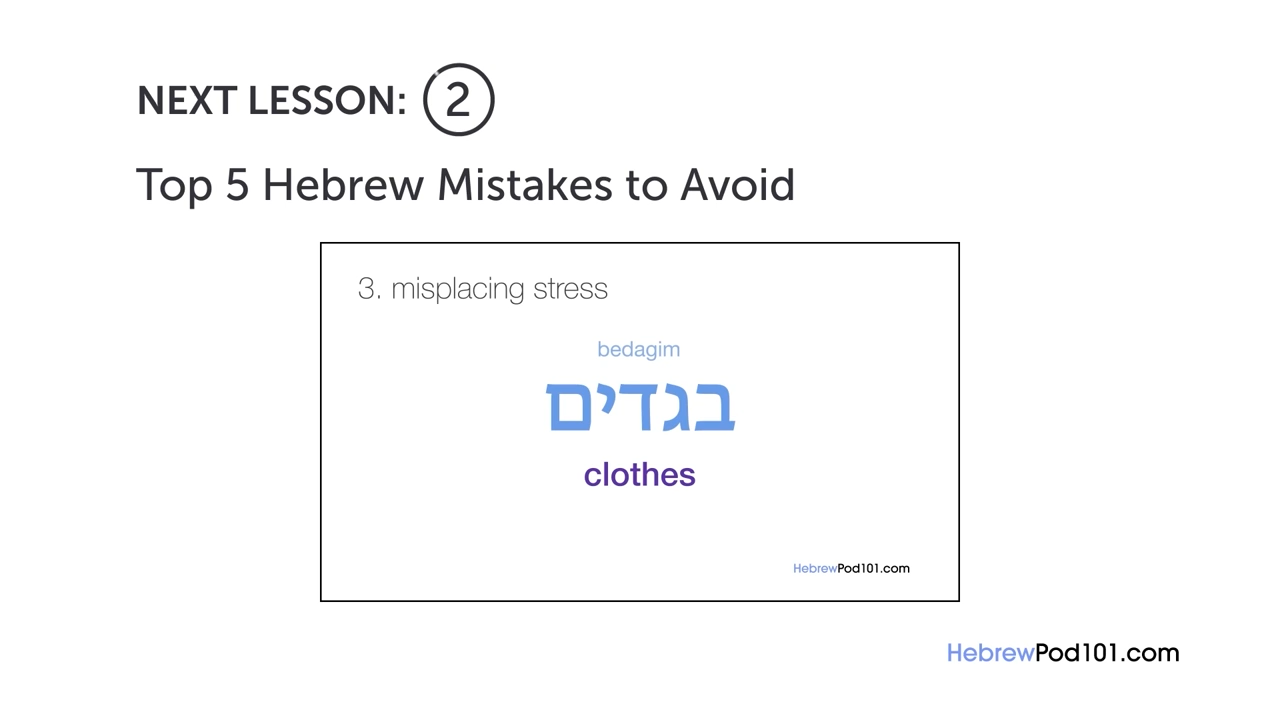 NEXT LESSON: 2
Top 5 Hebrew Mistakes to Avoid
3. misplacing stress
bedagim
בגדים
clothes
HebrewPod101.com
HebrewPod101.com